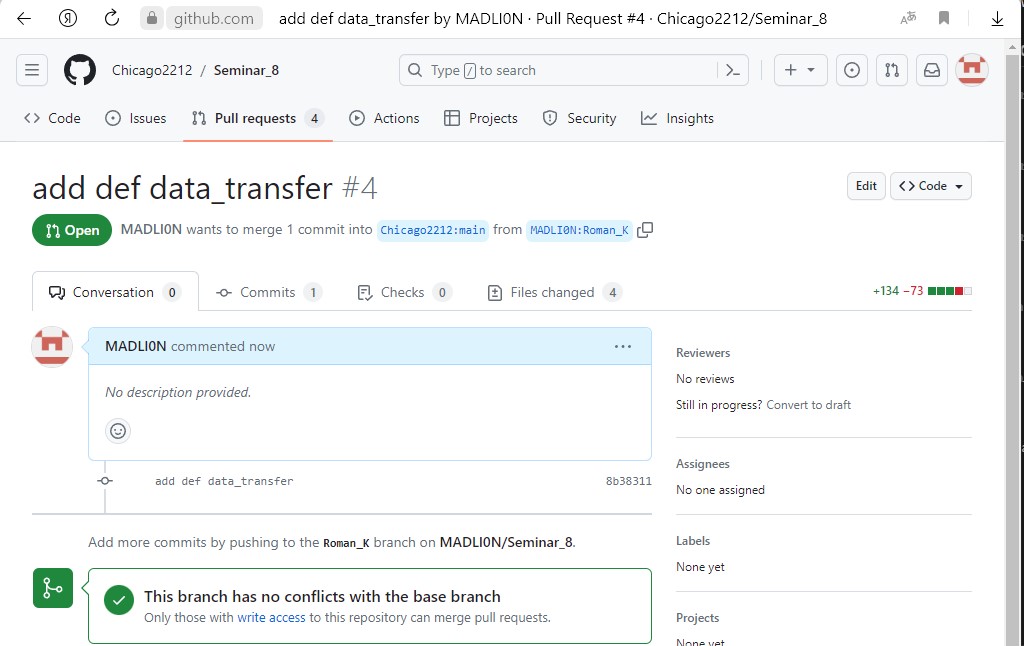 github.com add def data_transfer by MADLI0N · Pull Request #4 · Chicago2212/Seminar_8
Chicago2212 / Seminar_8 Type / to search
Code Issues Pull requests 4 Actions Projects Security Insights
add def data_transfer #4 Edit Code
Open MADLI0N wants to merge 1 commit into Chicago2212:main from MADLI0N:Roman_K
Conversation 0 Commits 1 Checks 0 Files changed 4 +134 −73
MADLI0N commented now
No description provided.
add def data_transfer 8b38311
Add more commits by pushing to the Roman_K branch on MADLI0N/Seminar_8.
This branch has no conflicts with the base branch
Only those with write access to this repository can merge pull requests.
Reviewers
No reviews
Still in progress? Convert to draft
Assignees
No one assigned
Labels
None yet
Projects
None yet